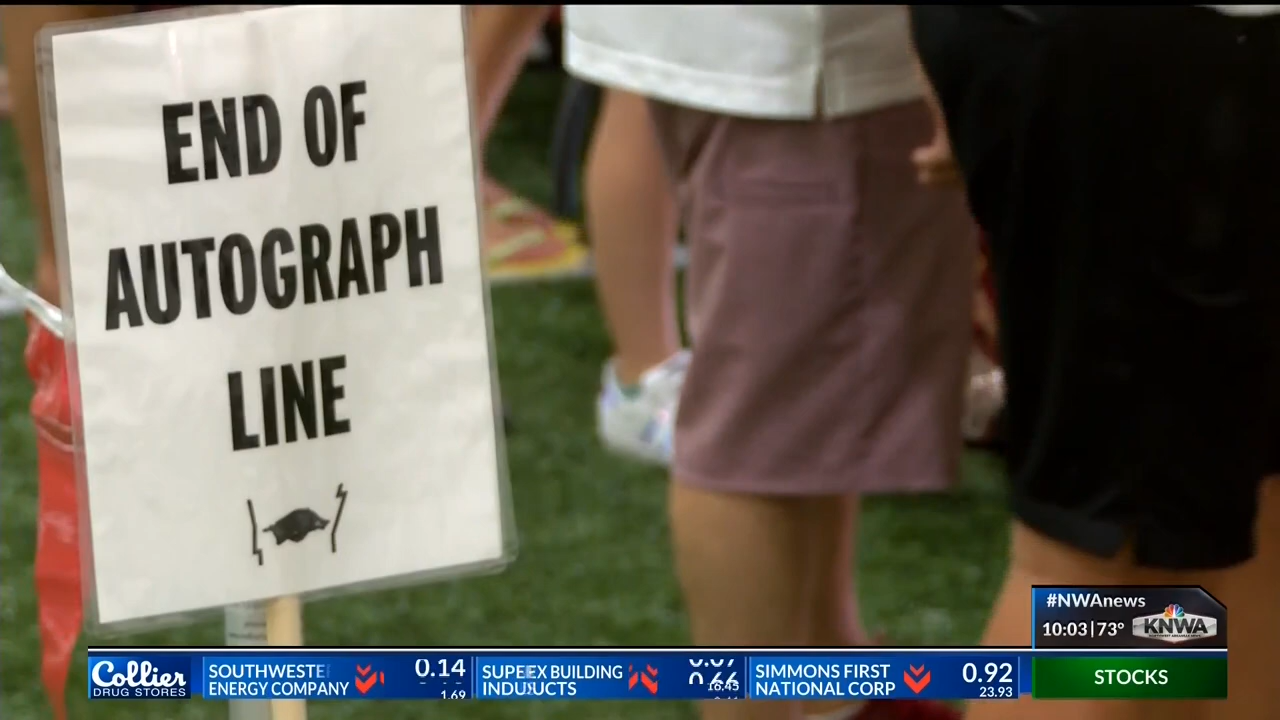 END OF
AUTOGRAPH
LINE
#NWAnews
10:03|73°
KNWA
Collier
DRUG STORES
ENERGY COMPANY
0.14
1.69
BUILDING
SIMMONS FIRST
NATIONAL CORP
0.92
23.93
STOCKS